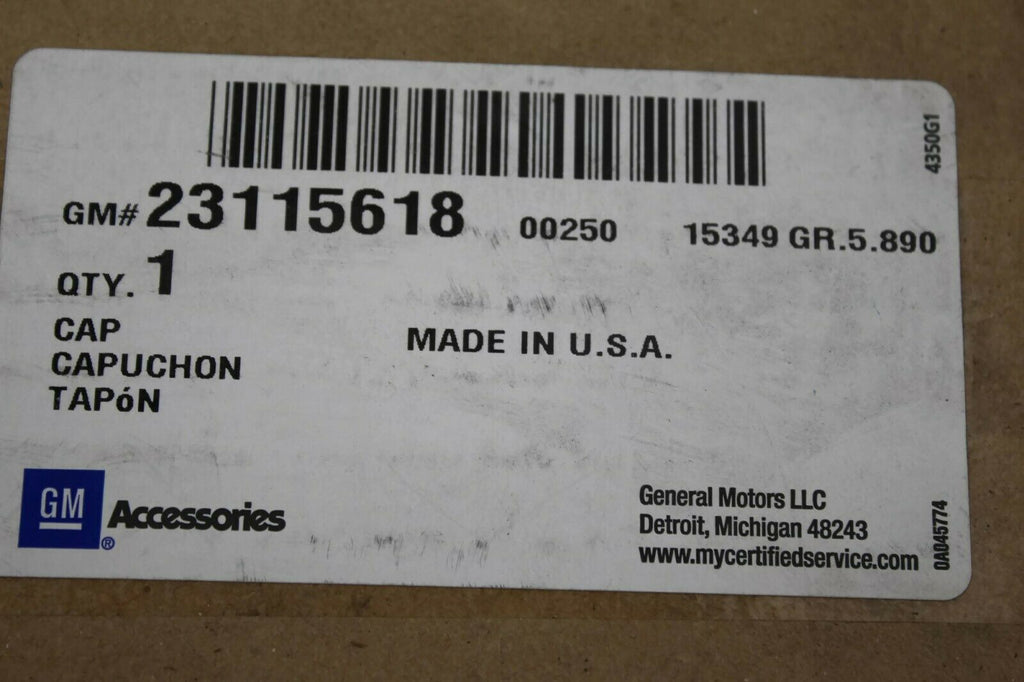 4350G1
GM# 23115618 00250 15349 GR.5.890
QTY. 1
CAP
CAPUCHON
TAPóN
MADE IN U.S.A.
GM
® Accessories
General Motors LLC
Detroit, Michigan 48243
www.mycertifiedservice.com
0A045774